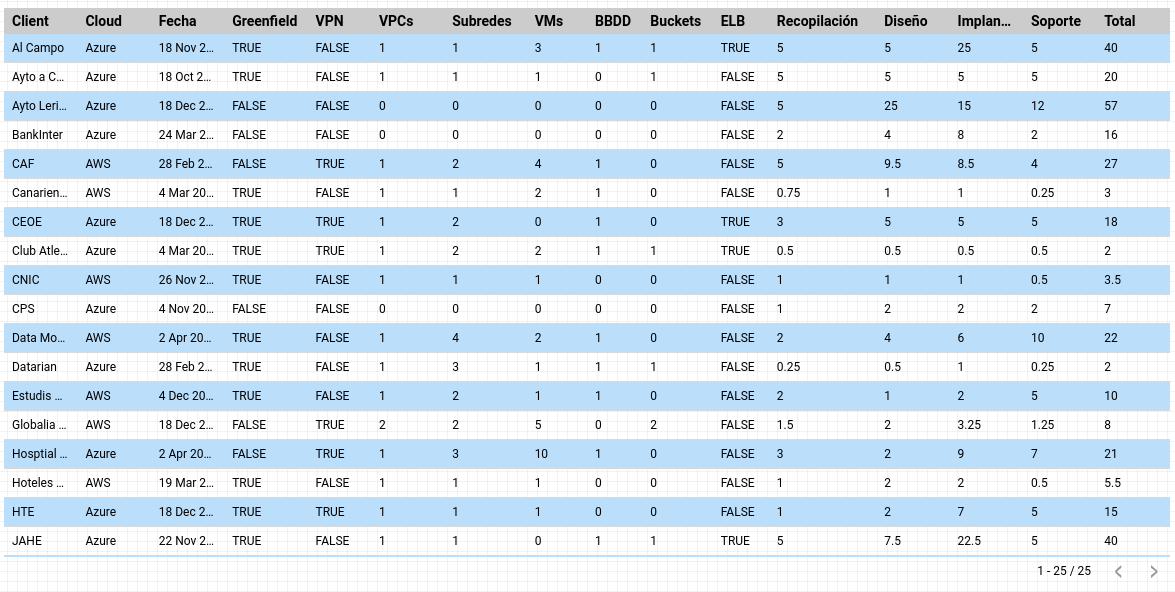 Client Cloud Fecha Greenfield VPN VPCs Subredes VMs BBDD Buckets ELB Recopilación Diseño Implan... Soporte Total
Al Campo Azure 18 Nov 2... TRUE FALSE 1 1 3 1 1 TRUE 5 5 25 5 40
Ayto a C... Azure 18 Oct 2... TRUE FALSE 1 1 1 0 1 FALSE 5 5 5 5 20
Ayto Leri... Azure 18 Dec 2... FALSE FALSE 0 0 0 0 0 FALSE 5 25 15 12 57
BankInter Azure 24 Mar 2... FALSE FALSE 0 0 0 0 0 FALSE 2 4 8 2 16
CAF AWS 28 Feb 2... FALSE TRUE 1 2 4 1 0 FALSE 5 9.5 8.5 4 27
Canarien... AWS 4 Mar 20... TRUE FALSE 1 1 2 1 0 FALSE 0.75 1 1 0.25 3
CEOE Azure 18 Dec 2... TRUE TRUE 1 2 0 1 0 TRUE 3 5 5 5 18
Club Atle... Azure 4 Mar 20... TRUE TRUE 1 2 2 1 1 TRUE 0.5 0.5 0.5 0.5 2
CNIC AWS 26 Nov 2... TRUE FALSE 1 1 1 0 0 FALSE 1 1 1 0.5 3.5
CPS Azure 4 Nov 20... FALSE FALSE 0 0 0 0 0 FALSE 1 2 2 2 7
Data Mo... AWS 2 Apr 20... TRUE FALSE 1 4 2 1 0 FALSE 2 4 6 10 22
Datarian Azure 28 Feb 2... TRUE FALSE 1 3 1 1 1 FALSE 0.25 0.5 1 0.25 2
Estudis ... AWS 4 Dec 20... TRUE FALSE 1 2 1 1 0 FALSE 2 1 2 5 10
Globalia ... AWS 18 Dec 2... FALSE TRUE 2 2 5 0 2 FALSE 1.5 2 3.25 1.25 8
Hosptial ... Azure 2 Apr 20... FALSE TRUE 1 3 10 1 0 FALSE 3 2 9 7 21
Hoteles ... AWS 19 Mar 2... TRUE FALSE 1 1 1 0 0 FALSE 1 2 2 0.5 5.5
HTE Azure 18 Dec 2... TRUE TRUE 1 1 1 0 0 FALSE 1 2 7 5 15
JAHE Azure 22 Nov 2... TRUE FALSE 1 1 0 1 1 TRUE 5 7.5 22.5 5 40
1 - 25 / 25